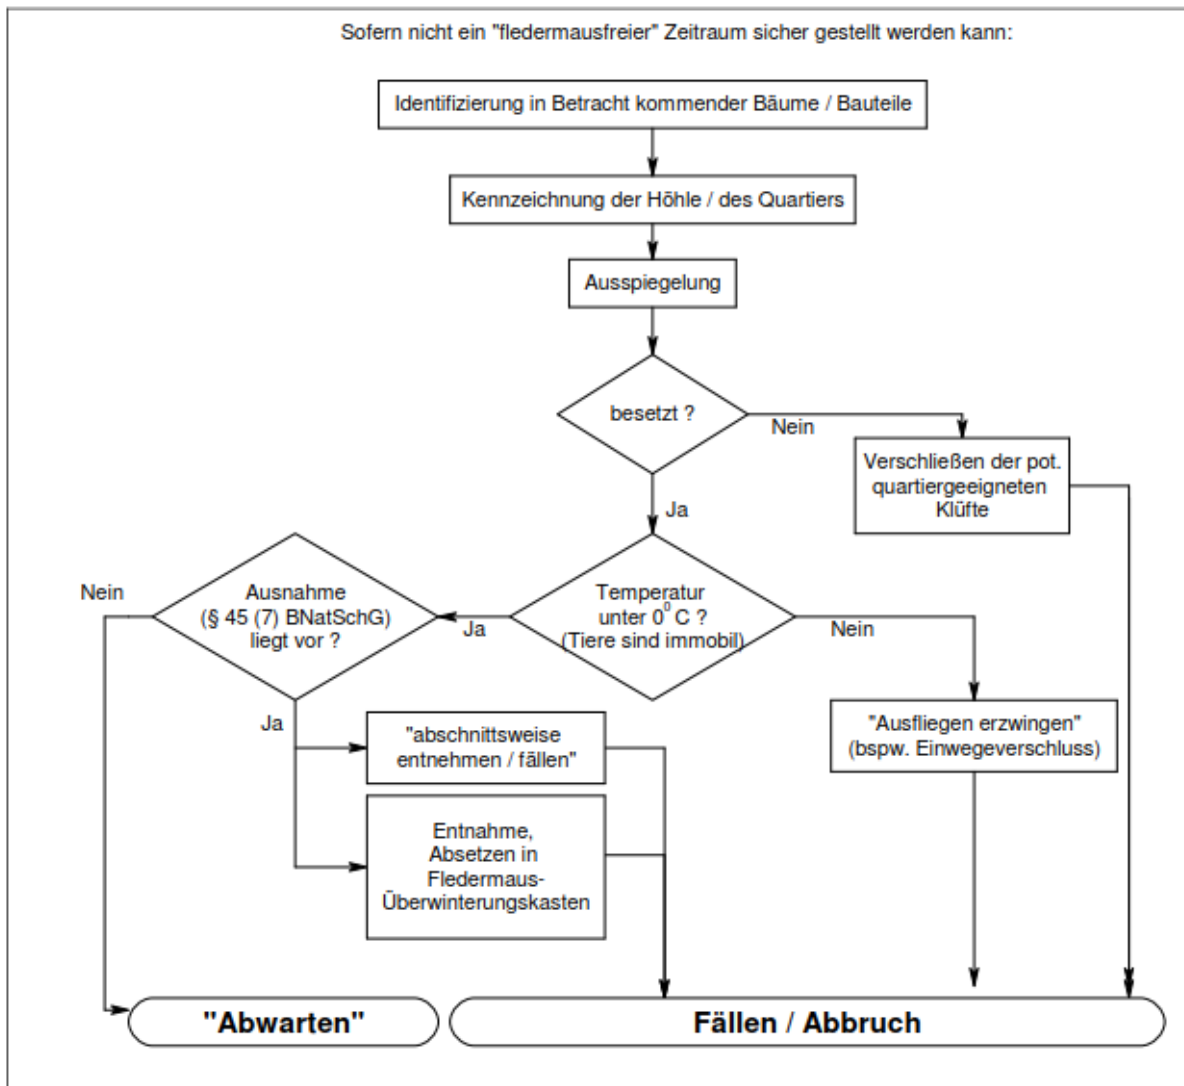 Sofern nicht ein "fledermausfreier" Zeitraum sicher gestellt werden kann:
Identifizierung in Betracht kommender Bäume / Bauteile
Kennzeichnung der Höhle / des Quartiers
Ausspiegelung
besetzt ?
Nein
Verschließen der pot.
quartiergeeigneten
Klüfte
Ja
Temperatur
unter 0⁰ C ?
(Tiere sind immobil)
Nein
Ja
Ausnahme
(§ 45 (7) BNatSchG)
liegt vor ?
Nein
Ja
"Ausfliegen erzwingen"
(bspw. Einwegeverschluss)
"abschnittsweise
entnehmen / fällen"
Entnahme,
Absetzen in
Fledermaus-
Überwinterungskasten
"Abwarten"
Fällen / Abbruch